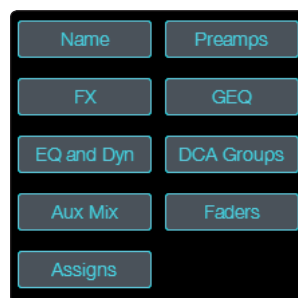 Name
Preamps
FX
GEQ
EQ and Dyn
DCA Groups
Aux Mix
Faders
Assigns